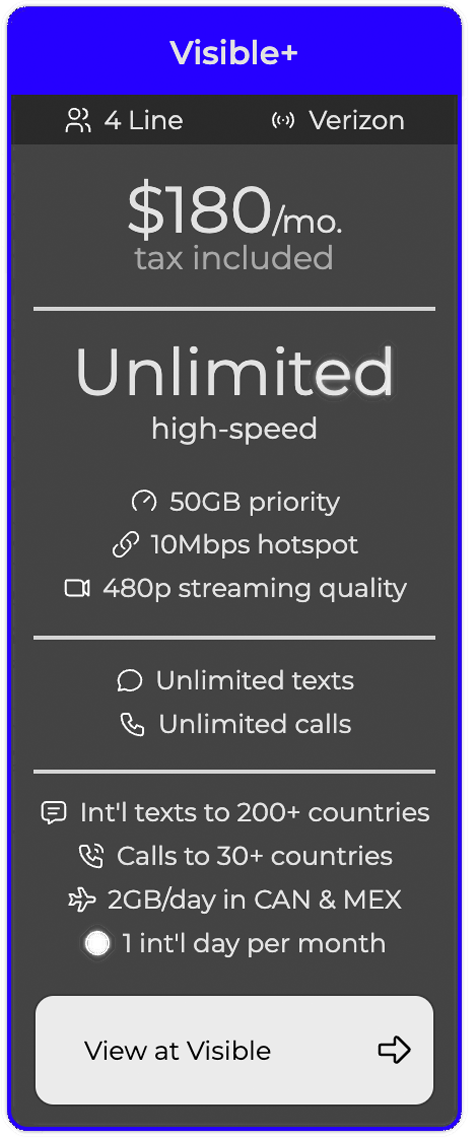 Visible+
4 Line Verizon
$180/mo.
tax included
Unlimited
high-speed
50GB priority
10Mbps hotspot
480p streaming quality
Unlimited texts
Unlimited calls
Int'l texts to 200+ countries
Calls to 30+ countries
2GB/day in CAN & MEX
1 int'l day per month
View at Visible